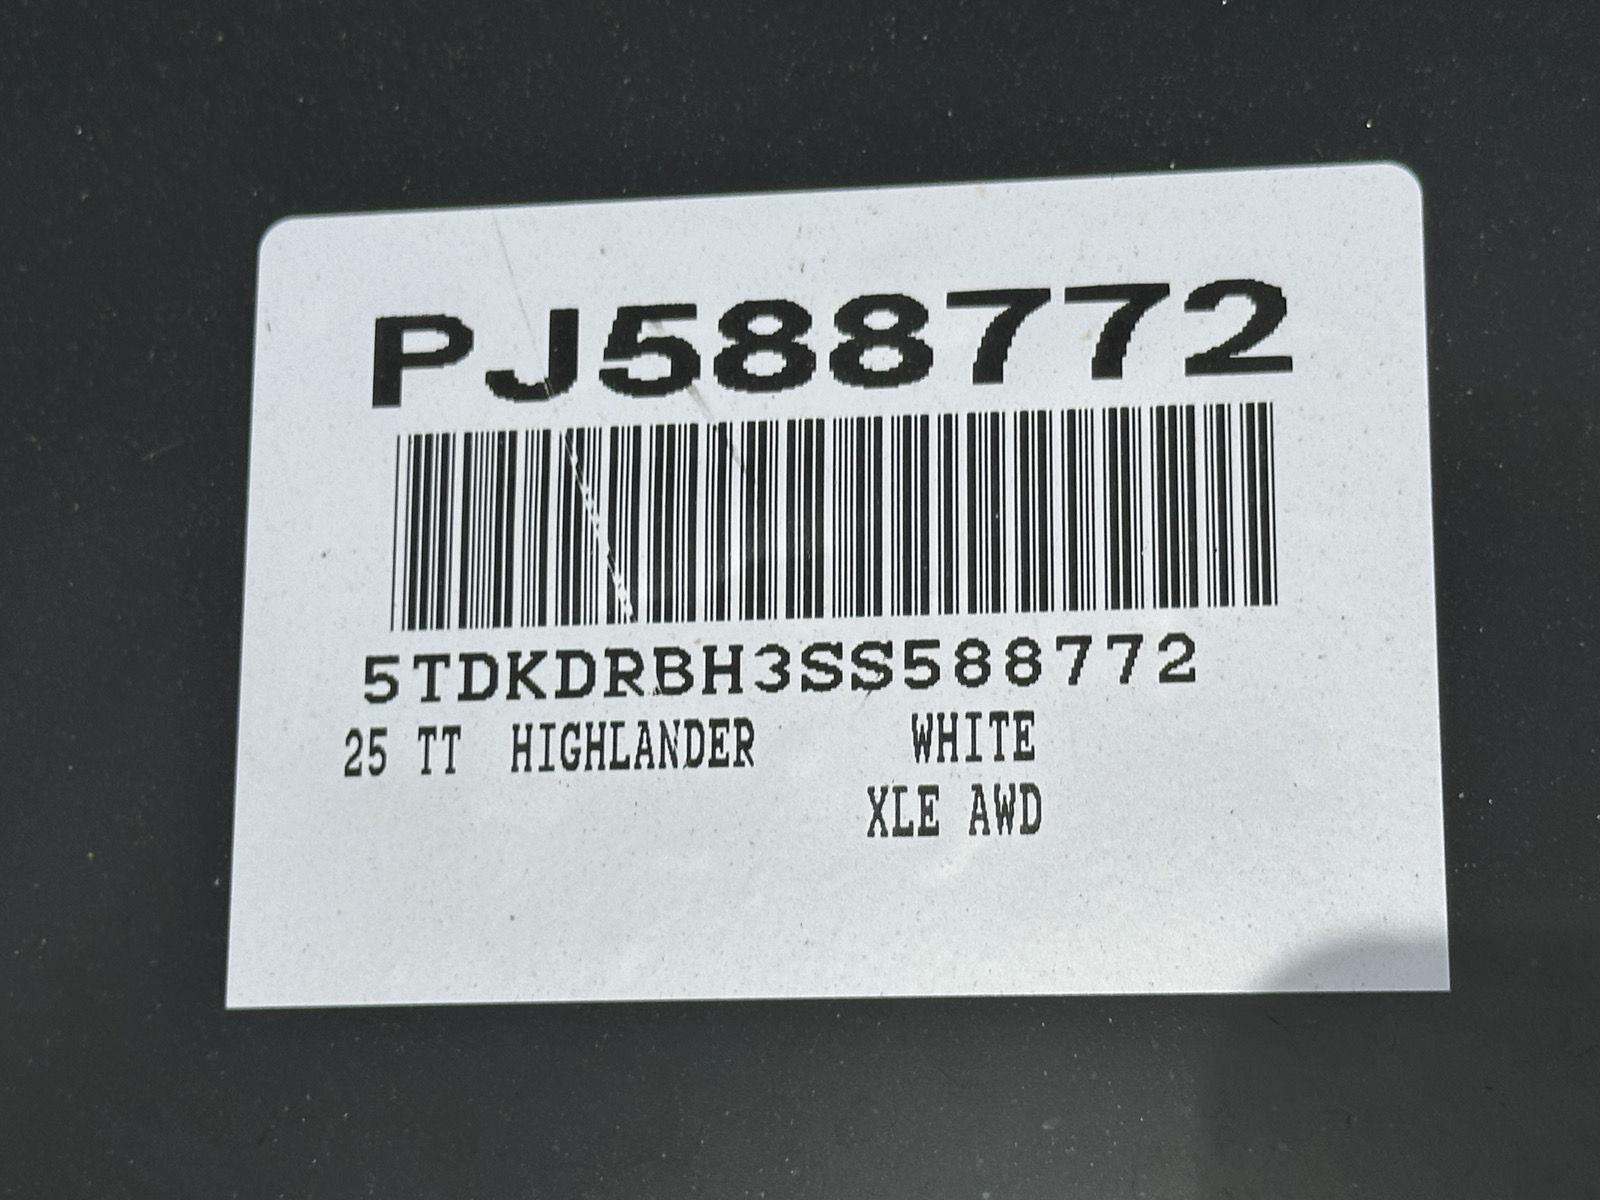 PJ588772
5TDKDRBH3SS588772
25 TT HIGHLANDER WHITE
XLE AWD